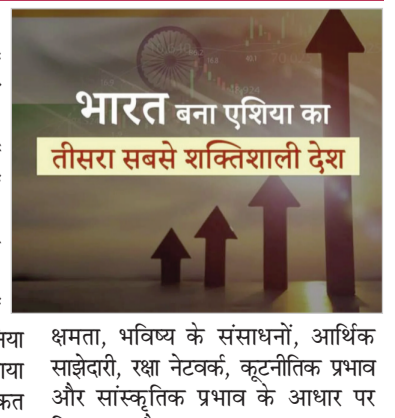 भारत बना एशिया का
तीसरा सबसे शक्तिशाली देश
क्षमता, भविष्य के संसाधनों, आर्थिक
साझेदारी, रक्षा नेटवर्क, कूटनीतिक प्रभाव
और सांस्कृतिक प्रभाव के आधार पर